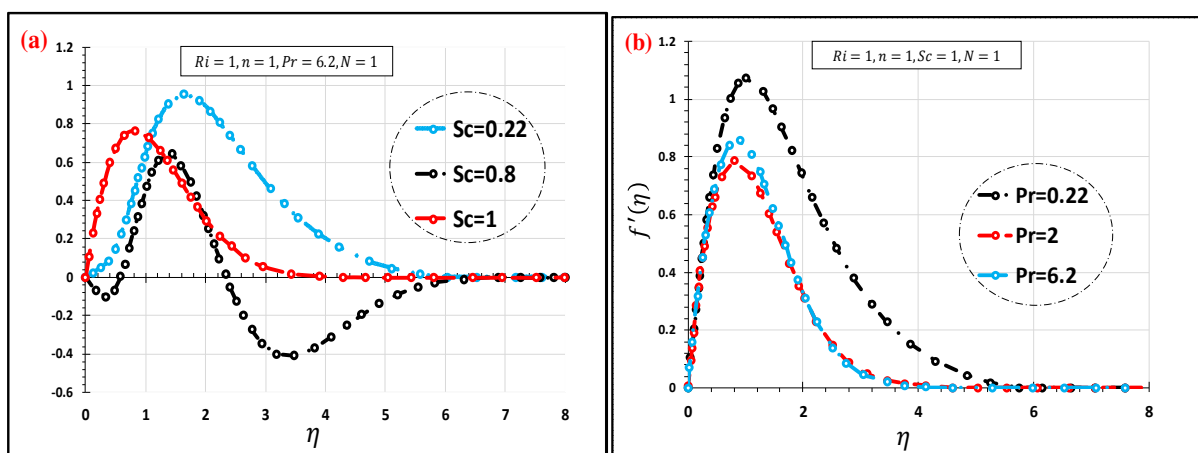 (a)
Ri = 1, n = 1, Pr = 6.2, N = 1
1.2
1
0.8
0.6
0.4
0.2
0
-0.2
-0.4
-0.6
Sc=0.22
Sc=0.8
Sc=1
0 1 2 3 4 5 6 7 8
η
(b)
Ri = 1, n = 1, Sc = 1, N = 1
1.2
1
0.8
0.6
0.4
0.2
0
f'(η)
Pr=0.22
Pr=2
Pr=6.2
0 2 4 6 8
η